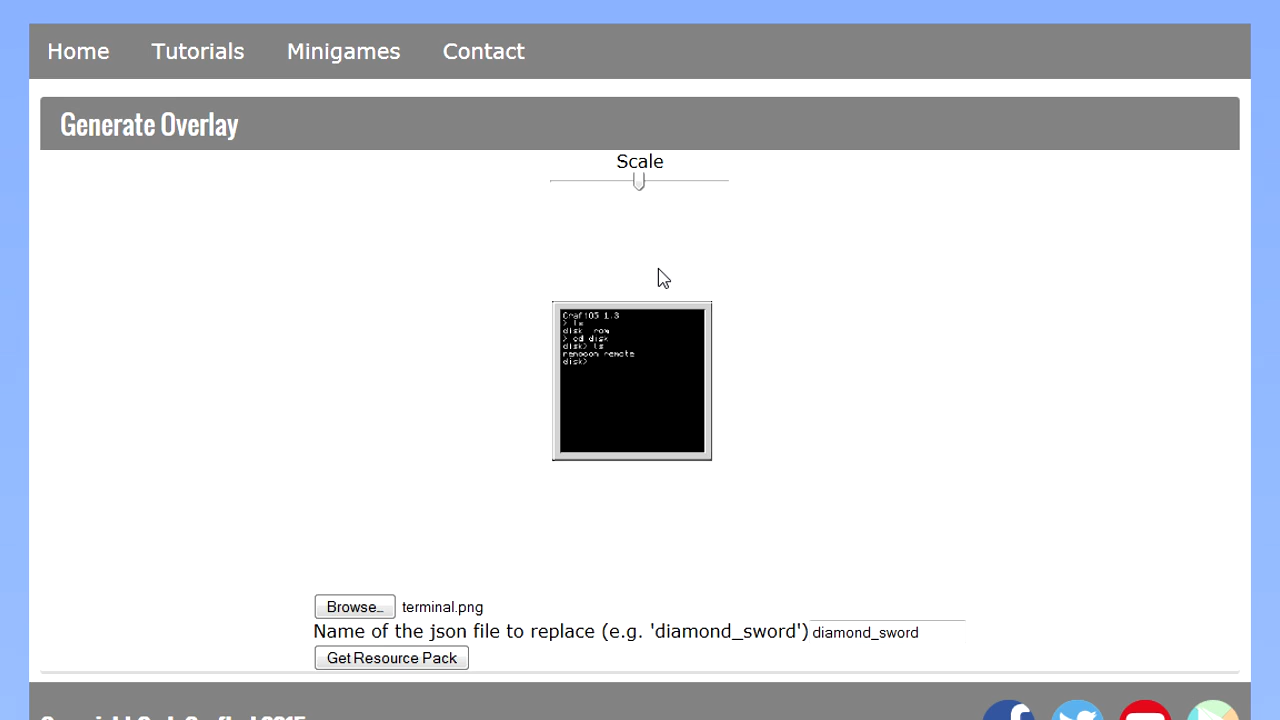 Home Tutorials Minigames Contact
Generate Overlay
Scale
CraftOS 1.3
> ls
disk rom
> cd disk
disk> ls
disk>
Browse… terminal.png
Name of the json file to replace (e.g. 'diamond_sword') diamond_sword
Get Resource Pack